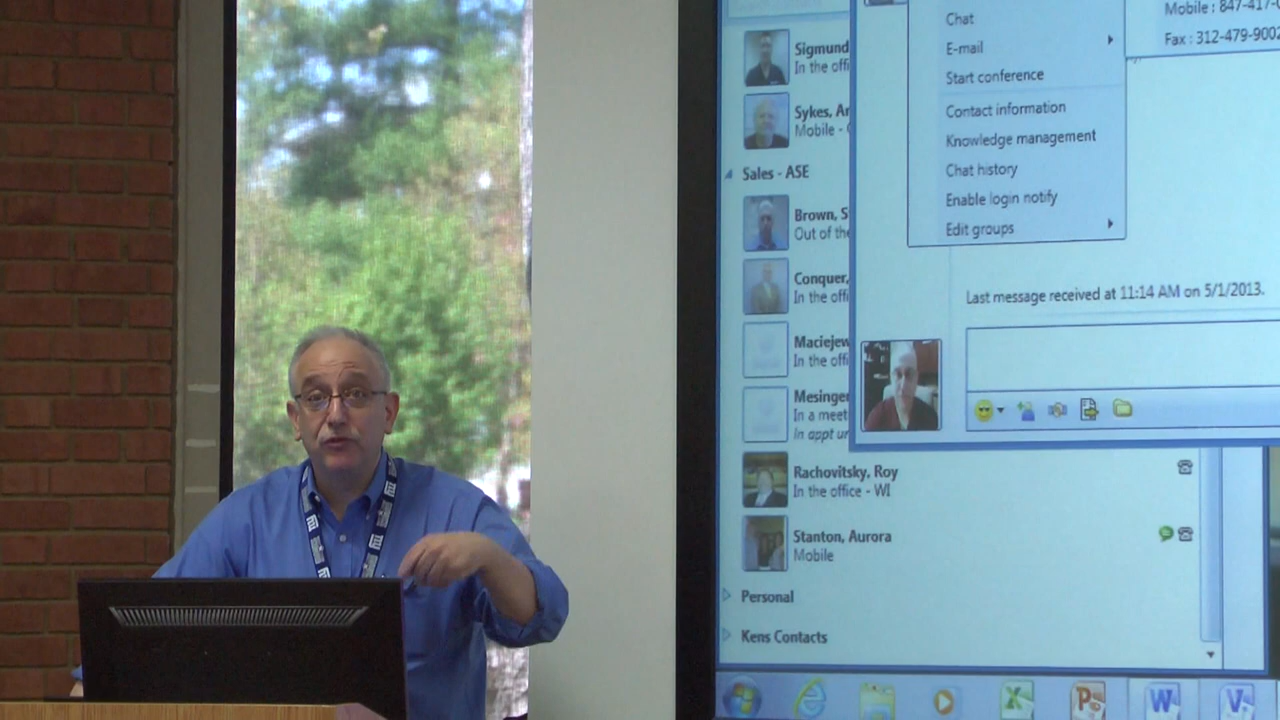 Chat
E-mail
Start conference
Contact information
Knowledge management
Chat history
Enable login notify
Edit groups
Mobile : 847-417-
Fax : 312-479-9002
Sigmund
In the offi
Sykes, Ar
Mobile -
Sales - ASE
Brown, S
Out of the
Conquer,
In the offi
Maciejew
In the offi
Mesinger
In a meet
In appt un
Last message received at 11:14 AM on 5/1/2013.
Rachovitsky, Roy
In the office - WI
Stanton, Aurora
Mobile
Personal
Kens Contacts